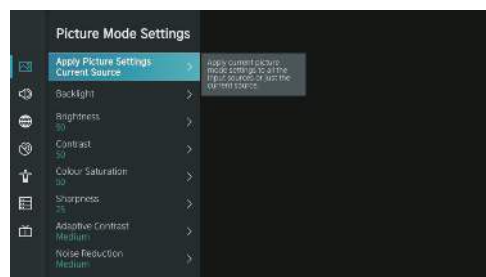 Picture Mode Settings
Apply Picture Settings
Current Source
Apply current picture
mode settings to all the
input sources or just the
current source.
Backlight
Brightness
50
Contrast
50
Colour Saturation
50
Sharpness
25
Adaptive Contrast
Medium
Noise Reduction
Medium